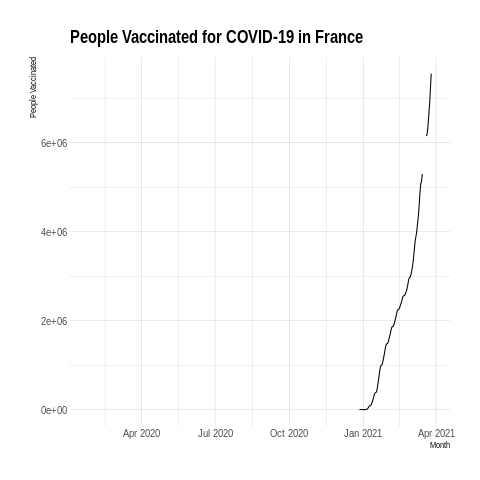 People Vaccinated for COVID-19 in France
People Vaccinated
6e+06
4e+06
2e+06
0e+00
Apr 2020 Jul 2020 Oct 2020 Jan 2021 Apr 2021
Month